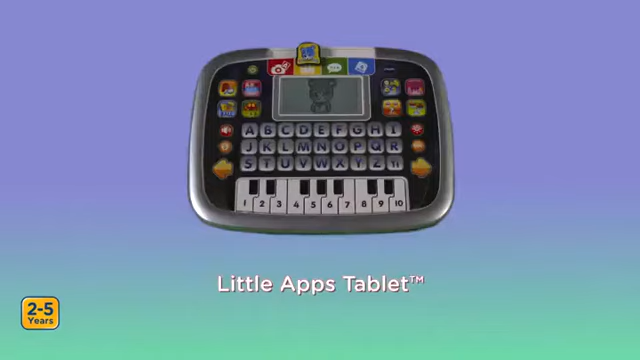 A B C D E F G H I
J K L M N O P Q R
S T U V W X Y Z
1 2 3 4 5 6 7 8 9 10
Little Apps Tablet™
2-5
Years